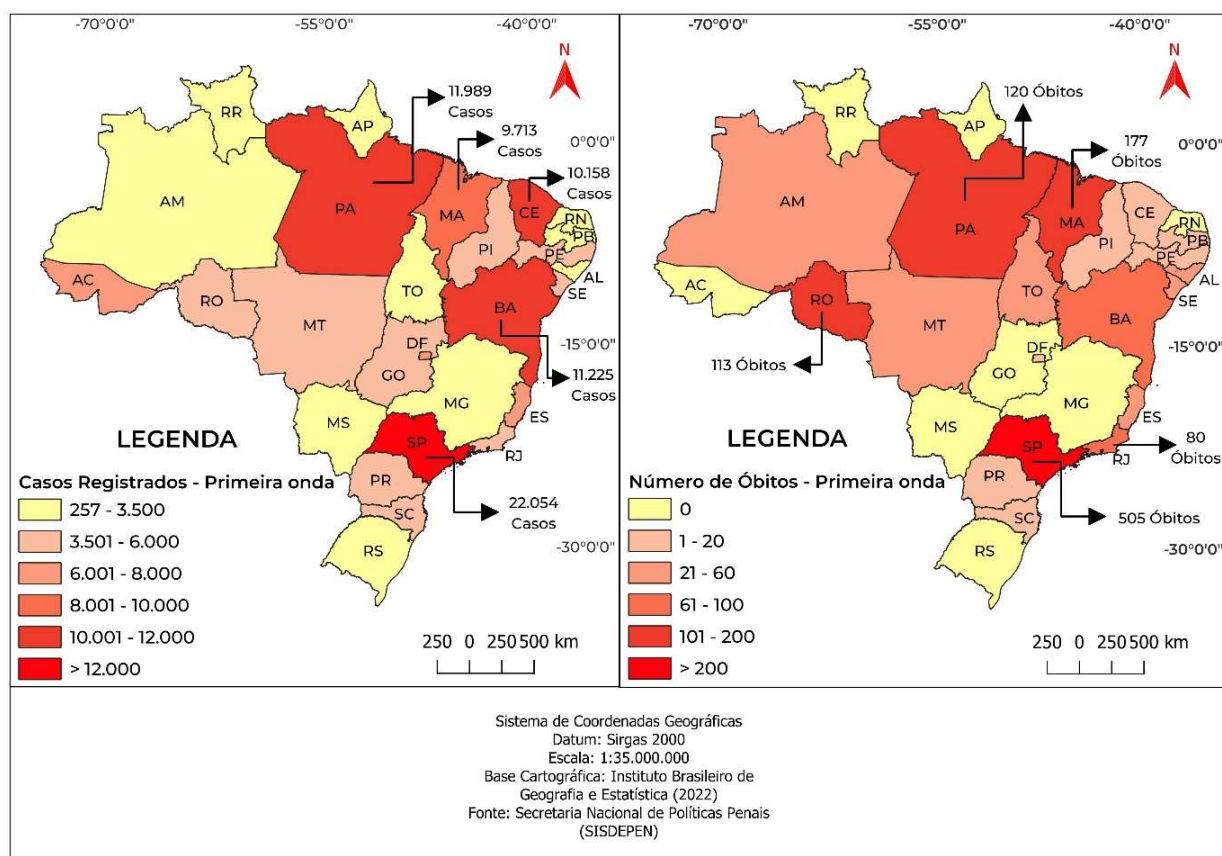 -70°0'0"
-55°0'0"
-40°0'0"
N
0°0'0"
-15°0'0"
-30°0'0"
11.989
Casos
9.713
Casos
10.158
Casos
11.225
Casos
22.054
Casos
RR
AP
AM
PA
MA
CE
RN
PB
PI
PE
AL
SE
AC
RO
TO
BA
MT
DF
GO
MG
ES
MS
SP
RJ
PR
SC
RS
LEGENDA
Casos Registrados - Primeira onda
257 - 3.500
3.501 - 6.000
6.001 - 8.000
8.001 - 10.000
10.001 - 12.000
> 12.000
250 0 250 500 km
-70°0'0"
-55°0'0"
-40°0'0"
N
0°0'0"
-15°0'0"
-30°0'0"
120 Óbitos
177
Óbitos
113 Óbitos
80
Óbitos
505 Óbitos
RR
AP
AM
PA
MA
CE
RN
PB
PI
PE
AL
SE
AC
RO
TO
BA
MT
DF
GO
MG
ES
MS
SP
RJ
PR
SC
RS
LEGENDA
Número de Óbitos - Primeira onda
0
1 - 20
21 - 60
61 - 100
101 - 200
> 200
250 0 250 500 km
Sistema de Coordenadas Geográficas
Datum: Sirgas 2000
Escala: 1:35.000.000
Base Cartográfica: Instituto Brasileiro de
Geografia e Estatística (2022)
Fonte: Secretaria Nacional de Políticas Penais
(SISDEPEN)